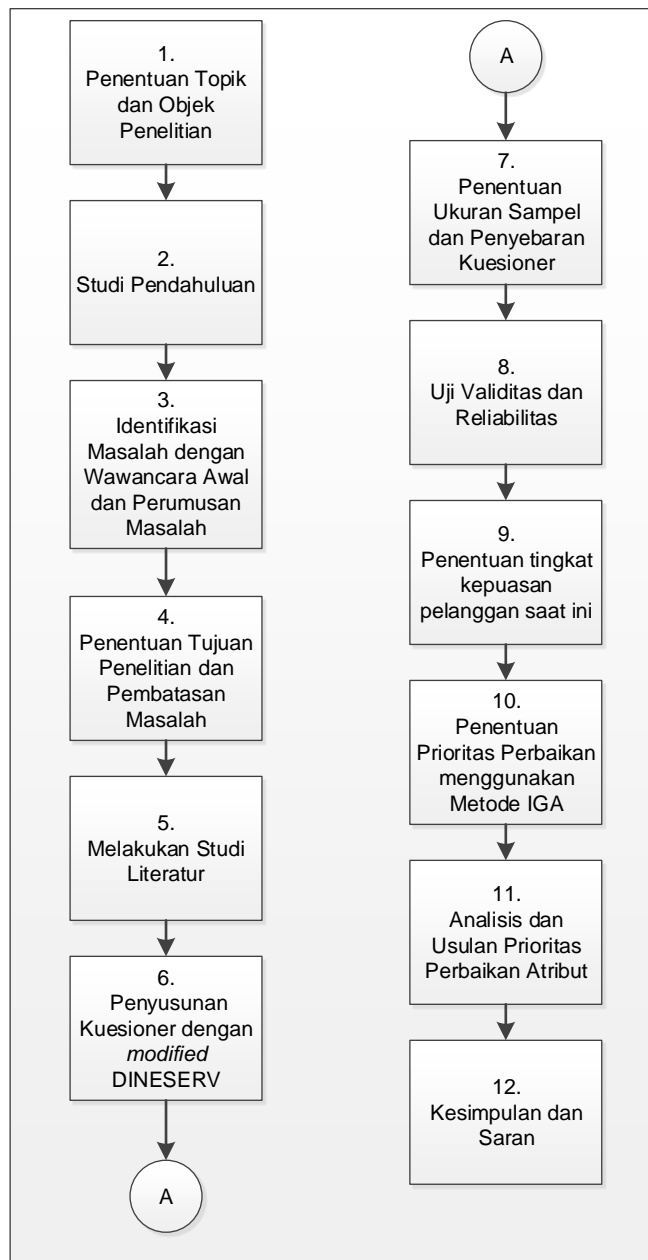 1.
Penentuan Topik
dan Objek
Penelitian
2.
Studi Pendahuluan
3.
Identifikasi
Masalah dengan
Wawancara Awal
dan Perumusan
Masalah
4.
Penentuan Tujuan
Penelitian dan
Pembatasan
Masalah
5.
Melakukan Studi
Literatur
6.
Penyusunan
Kuesioner dengan
modified
DINESERV
A
A
7.
Penentuan
Ukuran Sampel
dan Penyebaran
Kuesioner
8.
Uji Validitas dan
Reliabilitas
9.
Penentuan tingkat
kepuasan
pelanggan saat ini
10.
Penentuan
Prioritas Perbaikan
menggunakan
Metode IGA
11.
Analisis dan
Usulan Prioritas
Perbaikan Atribut
12.
Kesimpulan dan
Saran